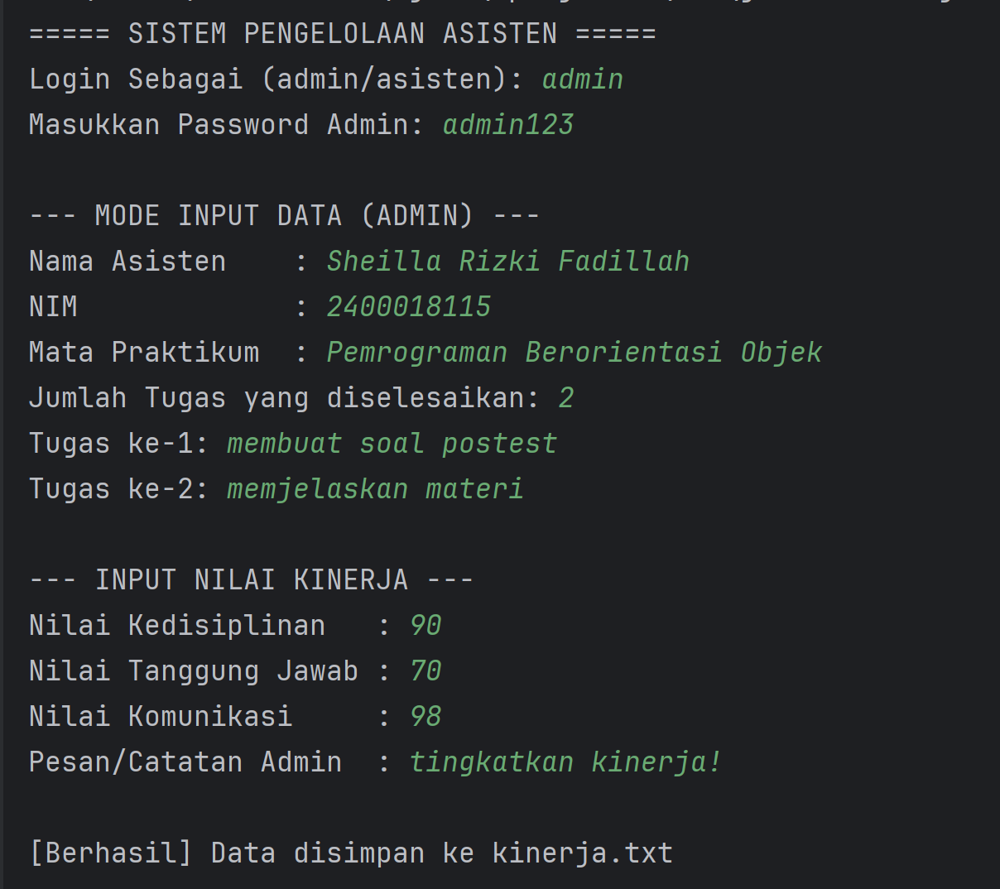 ===== SISTEM PENGELOLAAN ASISTEN =====
Login Sebagai (admin/asisten): admin
Masukkan Password Admin: admin123
--- MODE INPUT DATA (ADMIN) ---
Nama Asisten    : Sheilla Rizki Fadillah
NIM             : 2400018115
Mata Praktikum  : Pemrograman Berorientasi Objek
Jumlah Tugas yang diselesaikan: 2
Tugas ke-1: membuat soal postest
Tugas ke-2: memjelaskan materi
--- INPUT NILAI KINERJA ---
Nilai Kedisiplinan   : 90
Nilai Tanggung Jawab : 70
Nilai Komunikasi     : 98
Pesan/Catatan Admin  : tingkatkan kinerja!
[Berhasil] Data disimpan ke kinerja.txt